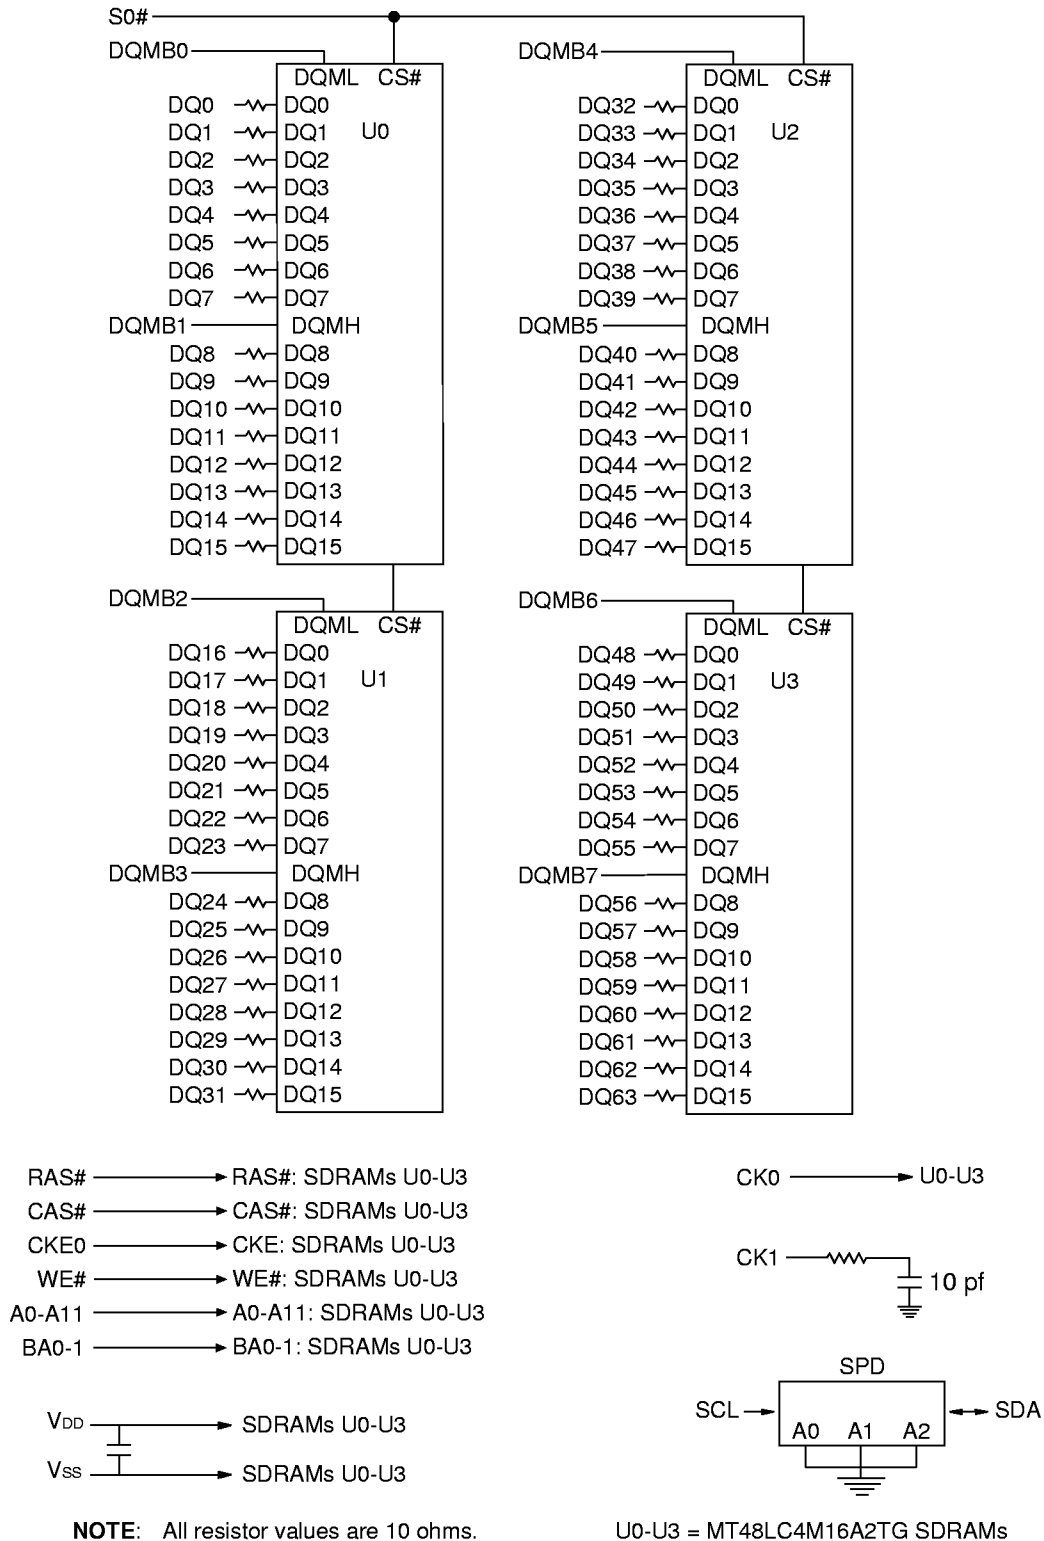 S0#
DQMB0
DQML CS#
DQ0 DQ0
DQ1 DQ1 U0
DQ2 DQ2
DQ3 DQ3
DQ4 DQ4
DQ5 DQ5
DQ6 DQ6
DQ7 DQ7
DQMB1 DQMH
DQ8 DQ8
DQ9 DQ9
DQ10 DQ10
DQ11 DQ11
DQ12 DQ12
DQ13 DQ13
DQ14 DQ14
DQ15 DQ15
DQMB2
DQML CS#
DQ16 DQ0
DQ17 DQ1 U1
DQ18 DQ2
DQ19 DQ3
DQ20 DQ4
DQ21 DQ5
DQ22 DQ6
DQ23 DQ7
DQMB3 DQMH
DQ24 DQ8
DQ25 DQ9
DQ26 DQ10
DQ27 DQ11
DQ28 DQ12
DQ29 DQ13
DQ30 DQ14
DQ31 DQ15
DQMB4
DQML CS#
DQ32 DQ0
DQ33 DQ1 U2
DQ34 DQ2
DQ35 DQ3
DQ36 DQ4
DQ37 DQ5
DQ38 DQ6
DQ39 DQ7
DQMB5 DQMH
DQ40 DQ8
DQ41 DQ9
DQ42 DQ10
DQ43 DQ11
DQ44 DQ12
DQ45 DQ13
DQ46 DQ14
DQ47 DQ15
DQMB6
DQML CS#
DQ48 DQ0
DQ49 DQ1 U3
DQ50 DQ2
DQ51 DQ3
DQ52 DQ4
DQ53 DQ5
DQ54 DQ6
DQ55 DQ7
DQMB7 DQMH
DQ56 DQ8
DQ57 DQ9
DQ58 DQ10
DQ59 DQ11
DQ60 DQ12
DQ61 DQ13
DQ62 DQ14
DQ63 DQ15
RAS# RAS#: SDRAMs U0-U3
CAS# CAS#: SDRAMs U0-U3
CKE0 CKE: SDRAMs U0-U3
WE# WE#: SDRAMs U0-U3
A0-A11 A0-A11: SDRAMs U0-U3
BA0-1 BA0-1: SDRAMs U0-U3
VDD SDRAMs U0-U3
VSS SDRAMs U0-U3
CK0 U0-U3
CK1
10 pf
SPD
SCL SDA
A0 A1 A2
NOTE: All resistor values are 10 ohms.
U0-U3 = MT48LC4M16A2TG SDRAMs